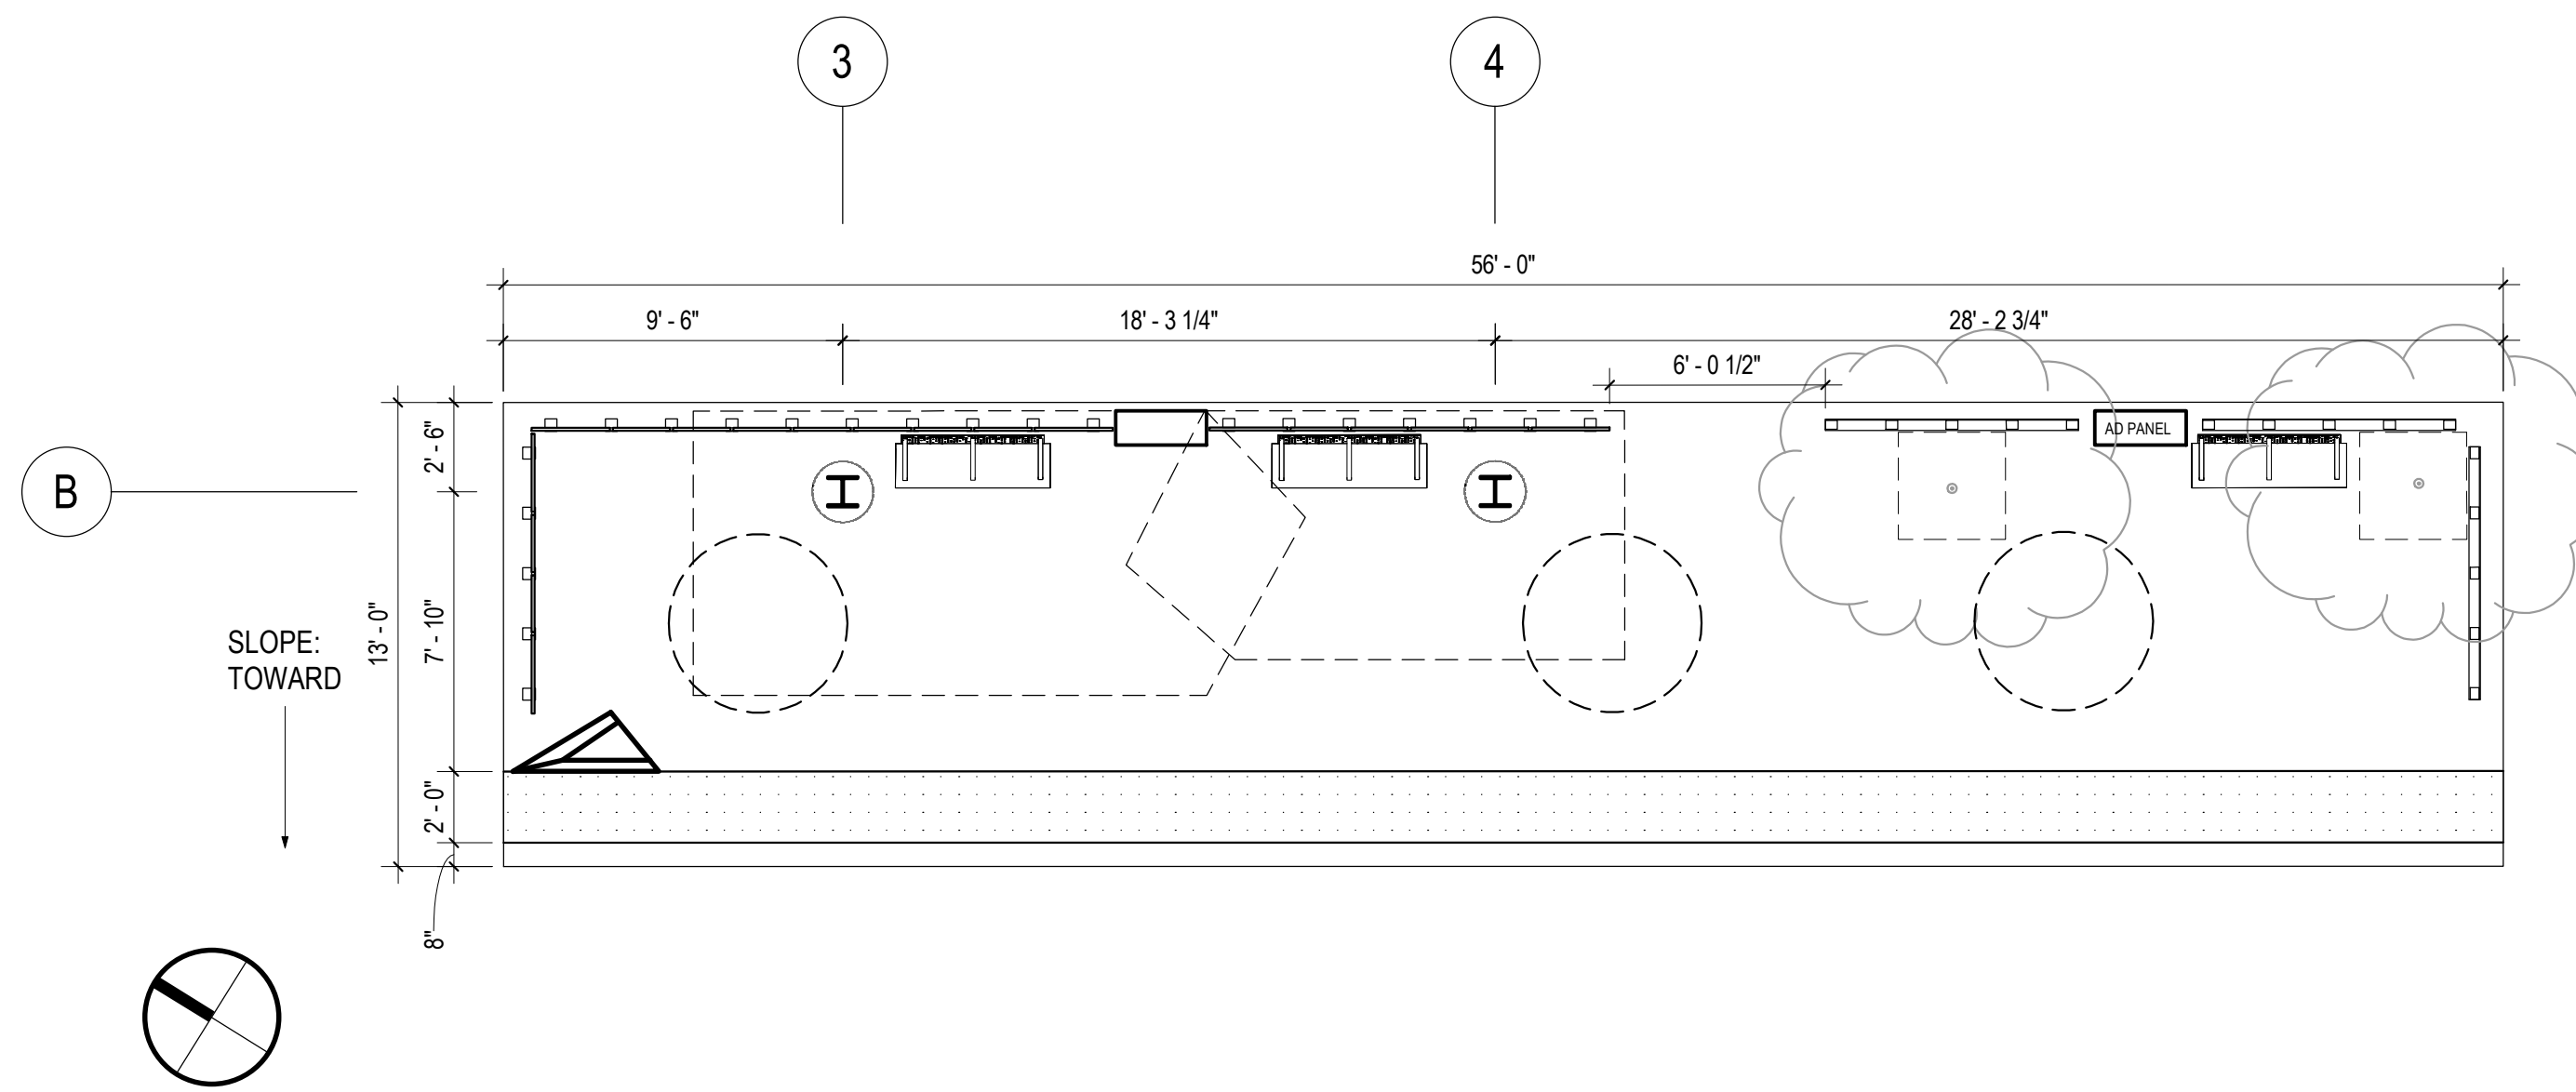 3
4
56' - 0"
9' - 6"
18' - 3 1/4"
28' - 2 3/4"
6' - 0 1/2"
B
2' - 6"
AD PANEL
13' - 0"
7' - 10"
SLOPE:
TOWARD
2' - 0"
8"